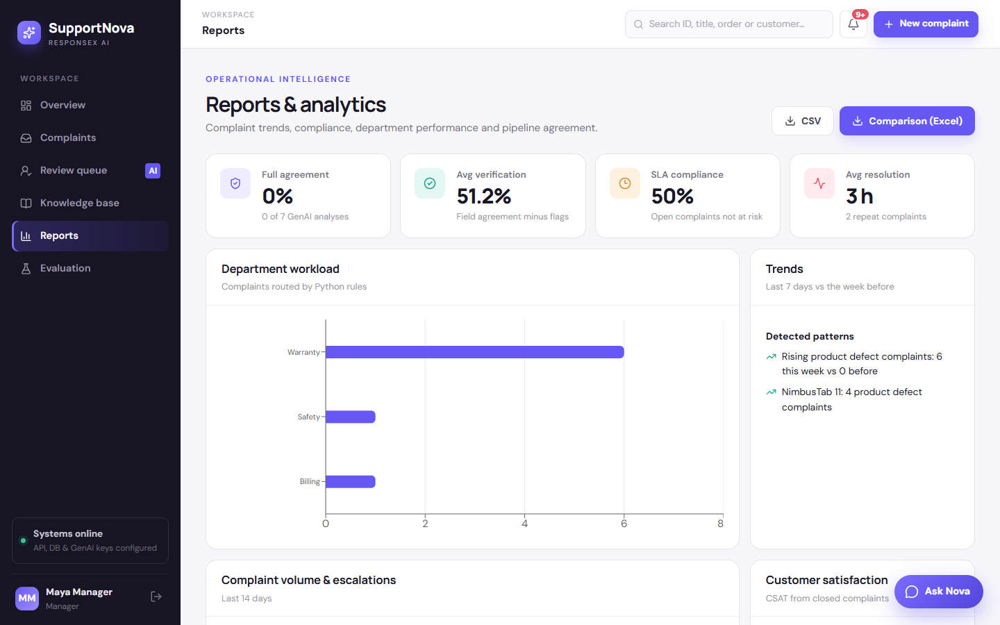 SupportNova
RESPONSEX AI
WORKSPACE
Overview
Complaints
Review queue
AI
Knowledge base
Reports
Evaluation
Systems online
API, DB & GenAI keys configured
MM
Maya Manager
Manager
WORKSPACE
Reports
Search ID, title, order or customer...
9+
New complaint
OPERATIONAL INTELLIGENCE
Reports & analytics
Complaint trends, compliance, department performance and pipeline agreement.
CSV
Comparison (Excel)
Full agreement
0%
0 of 7 GenAI analyses
Avg verification
51.2%
Field agreement minus flags
SLA compliance
50%
Open complaints not at risk
Avg resolution
3 h
2 repeat complaints
Department workload
Complaints routed by Python rules
Warranty
Safety
Billing
0 2 4 6 8
Trends
Last 7 days vs the week before
Detected patterns
Rising product defect complaints: 6
this week vs 0 before
NimbusTab 11: 4 product defect
complaints
Complaint volume & escalations
Last 14 days
Customer satisfaction
CSAT from closed complaints
Ask Nova